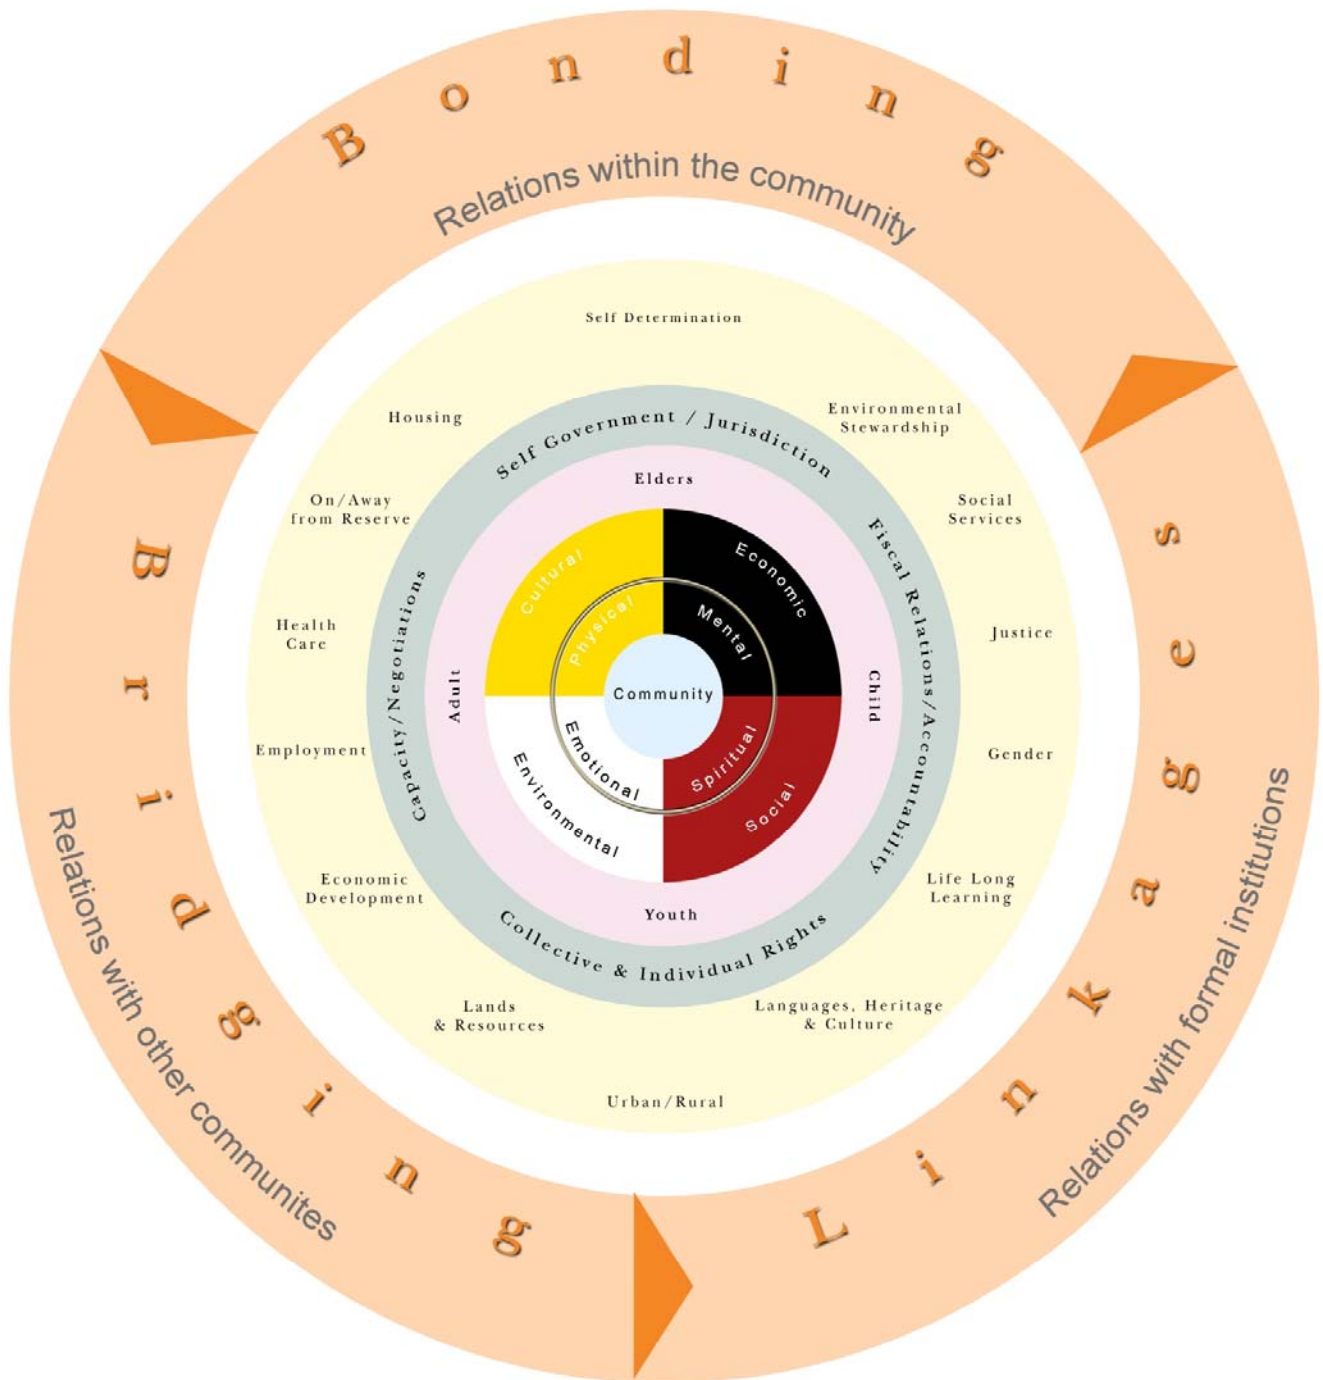 Bonding
Relations within the community
Self Determination
Housing
Environmental
Stewardship
On/Away
from Reserve
Social
Services
Health
Care
Justice
Employment
Gender
Economic
Development
Life Long
Learning
Lands
& Resources
Languages, Heritage
& Culture
Urban/Rural
Self Government / Jurisdiction
Fiscal Relations/Accountability
Collective & Individual Rights
Capacity/Negotiations
Elders
Child
Youth
Adult
Cultural
Economic
Social
Environmental
Physical
Mental
Spiritual
Emotional
Community
Bridging
Relations with other communites
Linkages
Relations with formal institutions